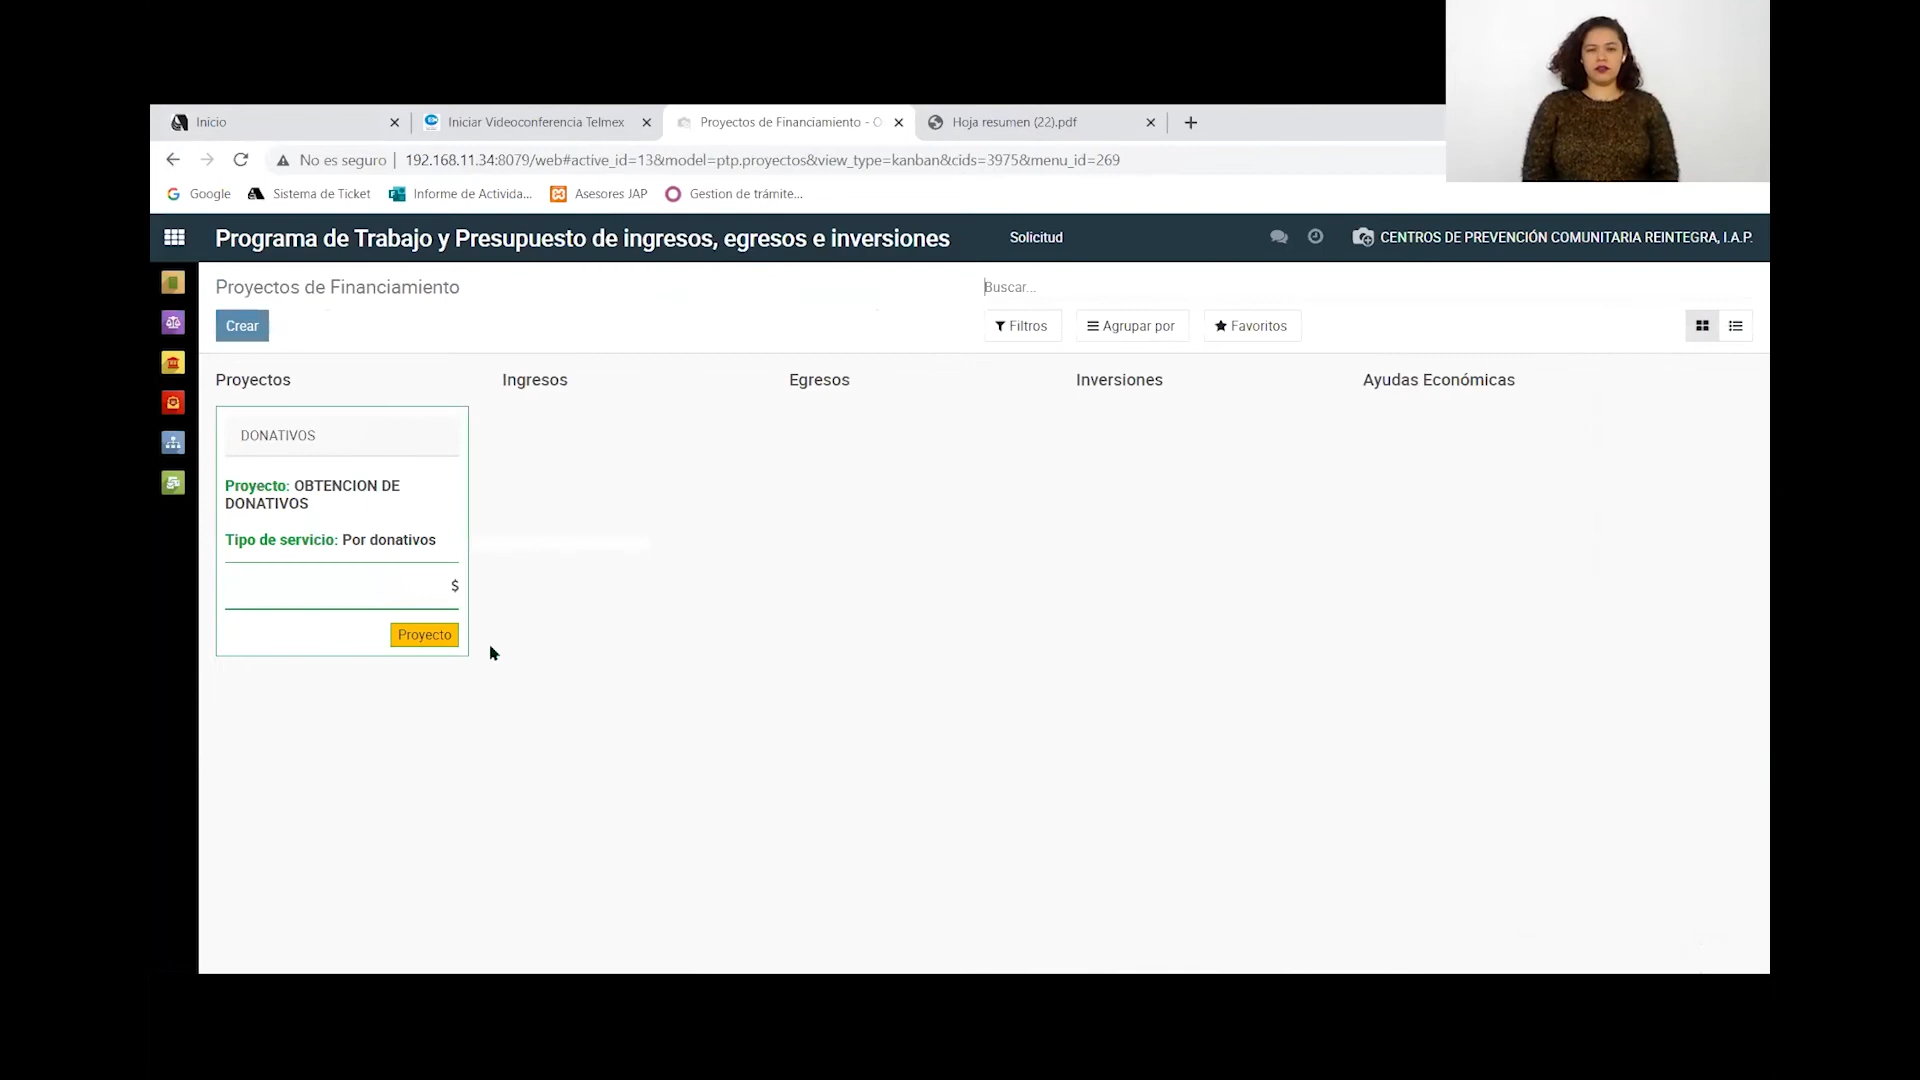 Inicio
Iniciar Videoconferencia Telmex
Proyectos de Financiamiento - O
Hoja resumen (22).pdf
No es seguro
192.168.11.34:8079/web#active_id=13&model=ptp.proyectos&view_type=kanban&cids=3975&menu_id=269
Google
Sistema de Ticket
Informe de Activida...
Asesores JAP
Gestion de trámite...
Programa de Trabajo y Presupuesto de ingresos, egresos e inversiones
Solicitud
CENTROS DE PREVENCIÓN COMUNITARIA REINTEGRA, I.A.P.
Proyectos de Financiamiento
Buscar...
Crear
Filtros
Agrupar por
Favoritos
Proyectos
Ingresos
Egresos
Inversiones
Ayudas Económicas
DONATIVOS
Proyecto: OBTENCION DE
DONATIVOS
Tipo de servicio: Por donativos
$
Proyecto